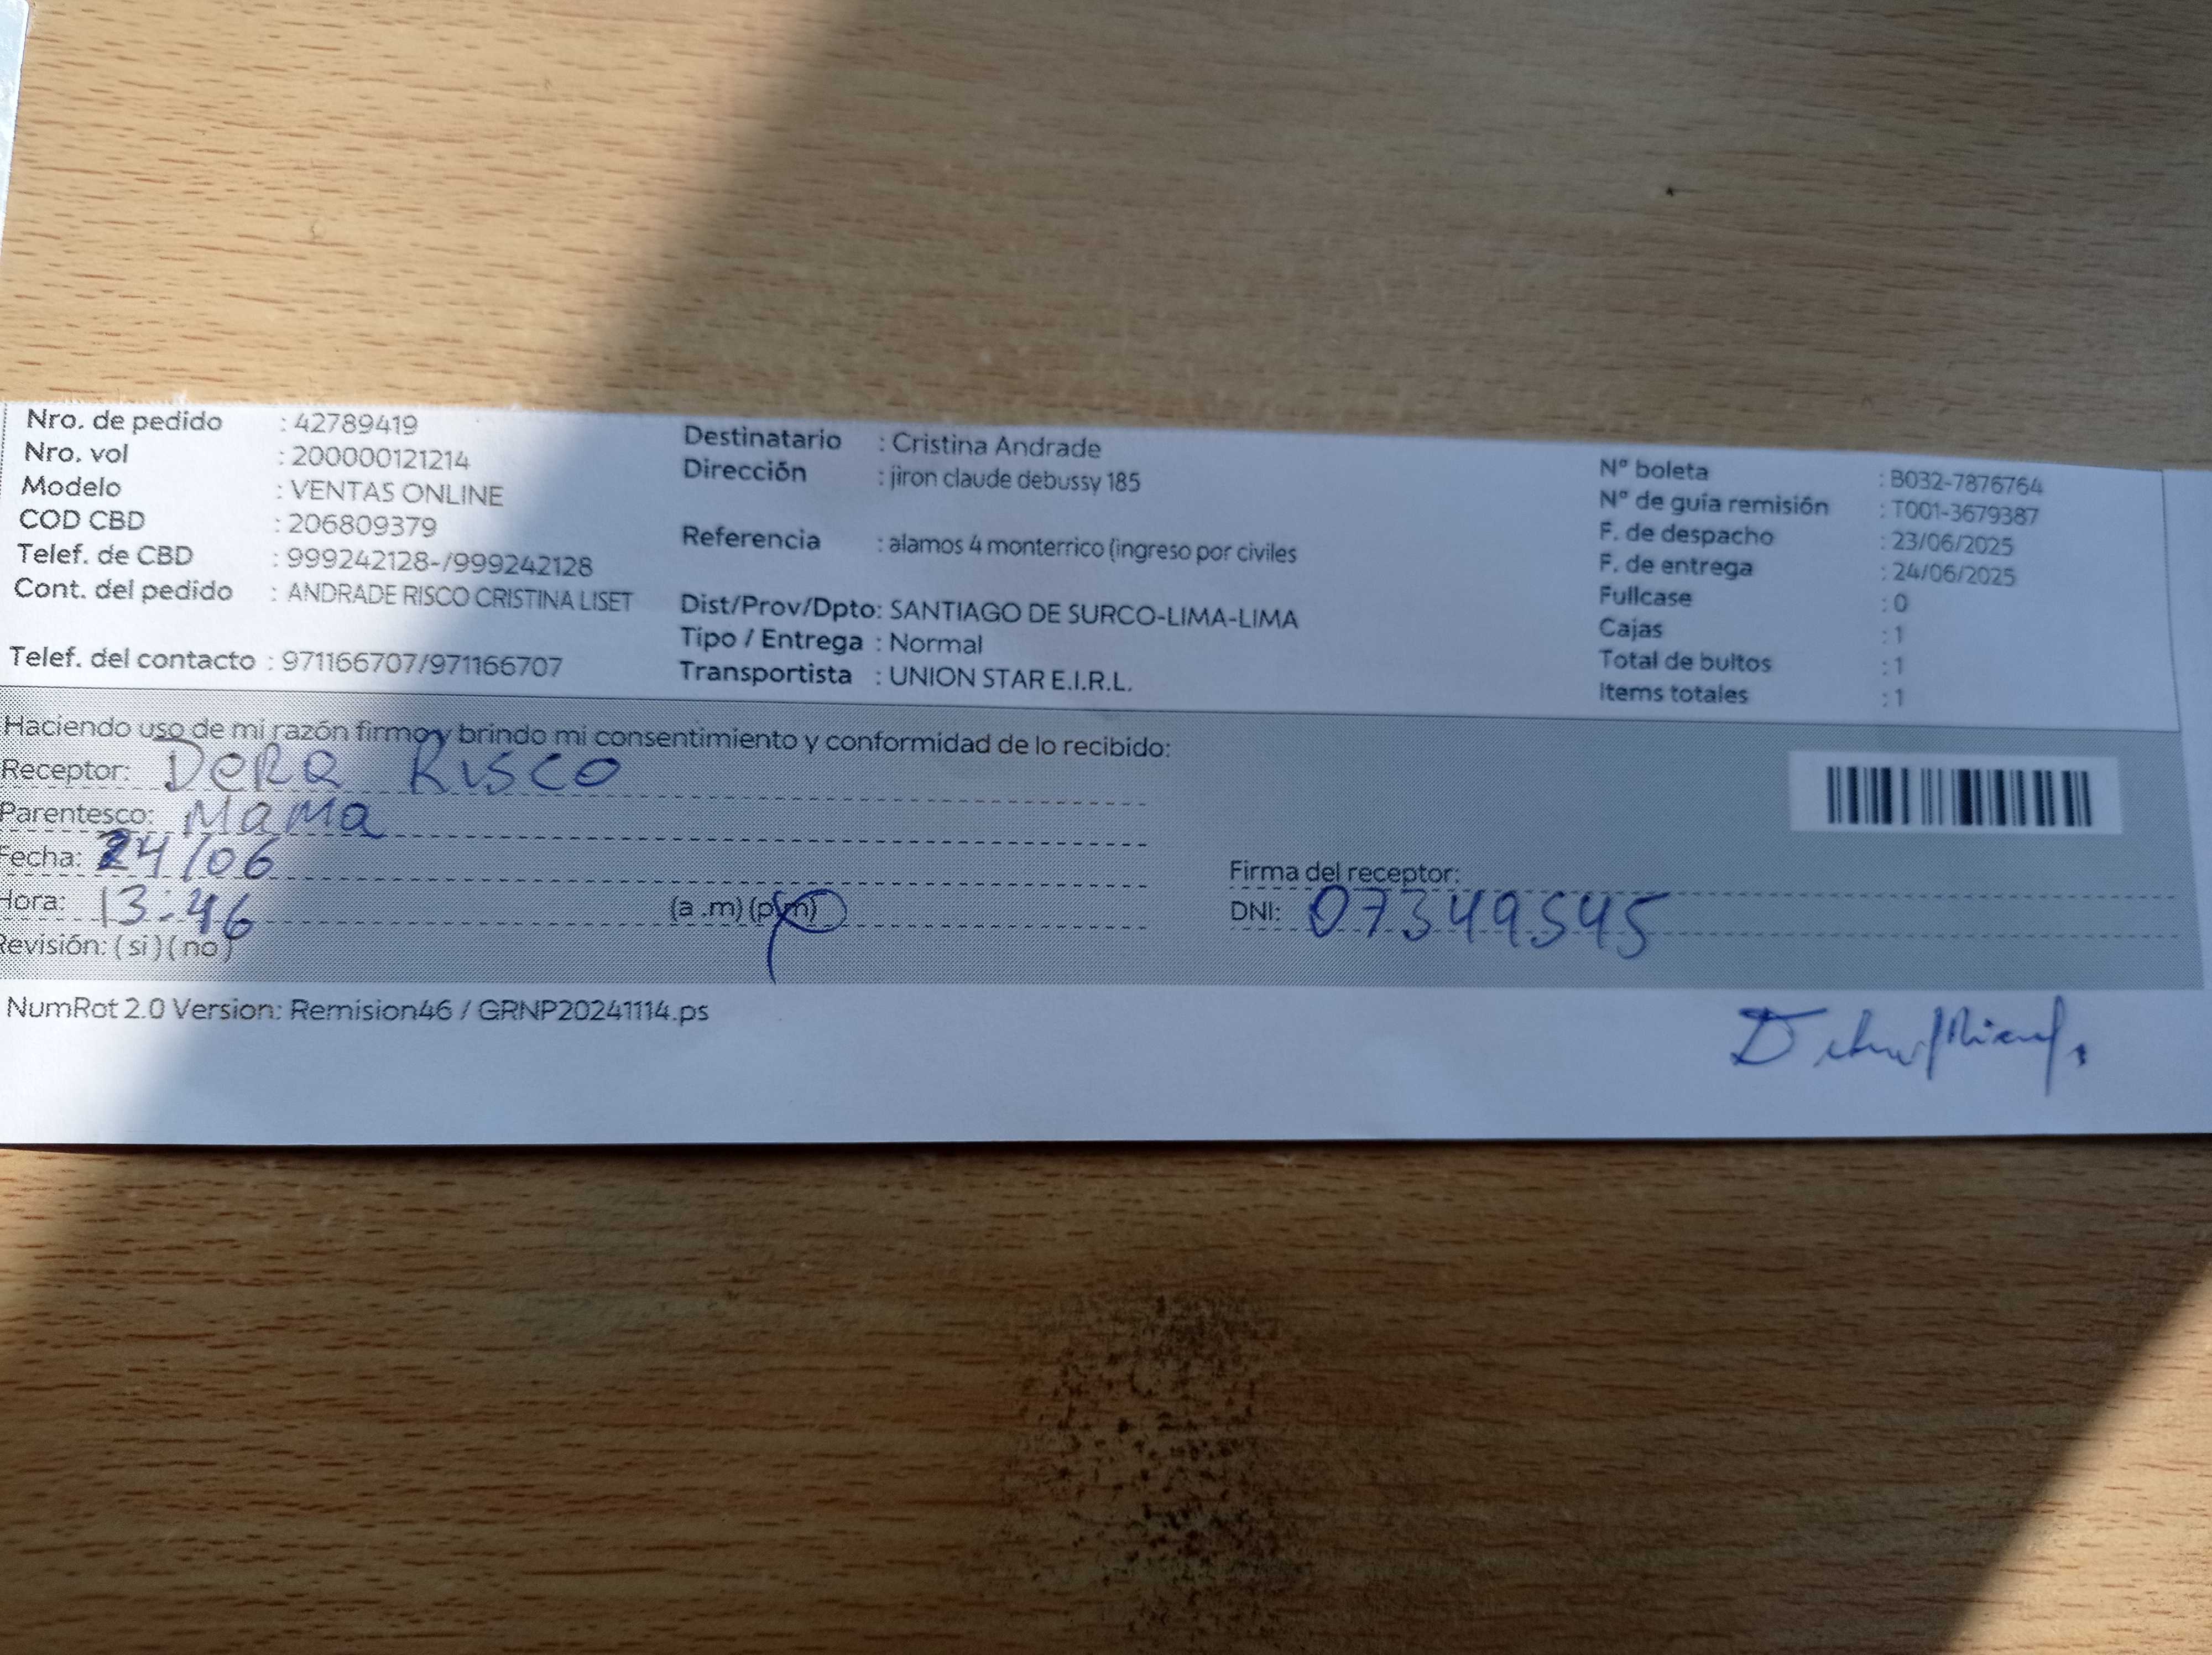 Nro. de pedido : 42789419
Nro. vol : 200000121214
Modelo : VENTAS ONLINE
COD CBD : 206809379
Telef. de CBD : 999242128-/999242128
Cont. del pedido : ANDRADE RISCO CRISTINA LISET
Telef. del contacto : 971166707/971166707
Destinatario : Cristina Andrade
Dirección : jiron claude debussy 185
Referencia : alamos 4 monterrico (ingreso por civiles
Dist/Prov/Dpto: SANTIAGO DE SURCO-LIMA-LIMA
Tipo / Entrega : Normal
Transportista : UNION STAR E.I.R.L.
N° boleta : B032-7876764
N° de guía remisión : T001-3679387
F. de despacho : 23/06/2025
F. de entrega : 24/06/2025
Fullcase : 0
Cajas : 1
Total de bultos : 1
Items totales : 1
Haciendo uso de mi razón firmo y brindo mi consentimiento y conformidad de lo recibido:
Receptor: Risco
Parentesco: Mama
Fecha: 24/06
Hora: 13:46 (a .m) (p.m)
Revisión: (si) (no)
Firma del receptor:
DNI: 07349545
NumRot 2.0 Version: Remision46 / GRNP20241114.ps